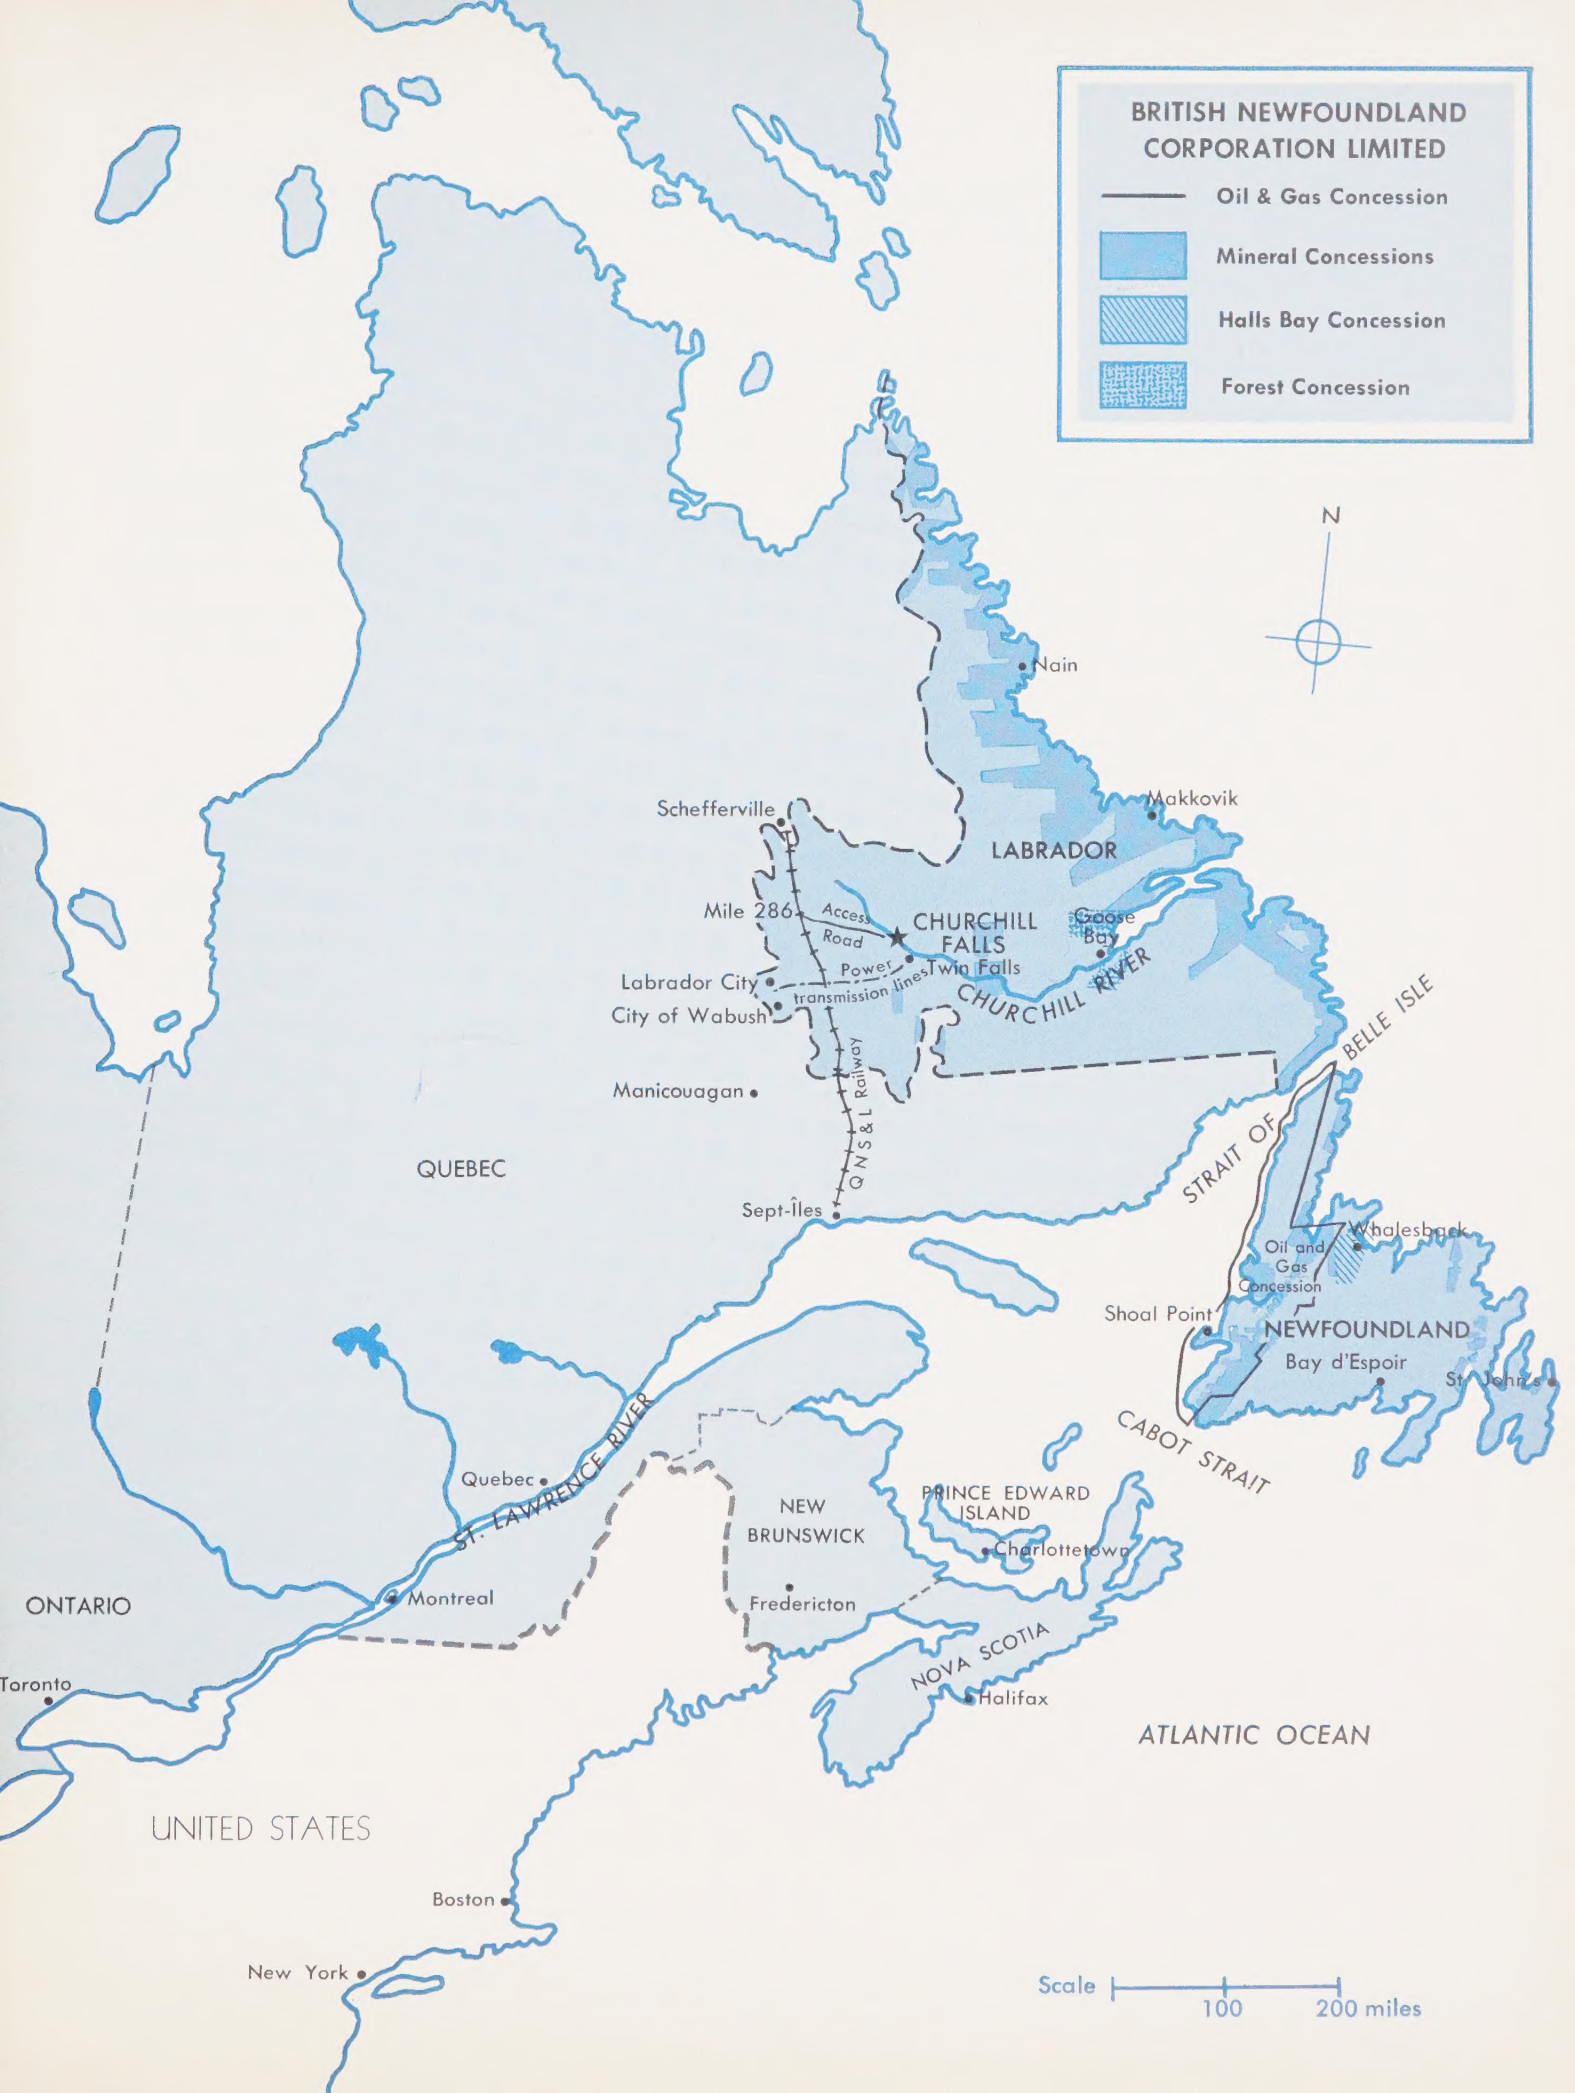 BRITISH NEWFOUNDLAND
CORPORATION LIMITED
Oil & Gas Concession
Mineral Concessions
Halls Bay Concession
Forest Concession
N
Nain
Makkovik
Schefferville
LABRADOR
Mile 286
Access
Road
CHURCHILL
FALLS
Goose
Bay
Power
transmission lines
Twin Falls
Labrador City
City of Wabush
CHURCHILL RIVER
STRAIT OF BELLE ISLE
Manicouagan
QNS&L Railway
QUEBEC
Sept-Îles
Whalesback
Oil and
Gas
Concession
Shoal Point
NEWFOUNDLAND
Bay d'Espoir
St. John's
CABOT STRAIT
ST. LAWRENCE RIVER
Quebec
PRINCE EDWARD
ISLAND
NEW
BRUNSWICK
Charlottetown
ONTARIO
Montreal
Fredericton
NOVA SCOTIA
Toronto
Halifax
ATLANTIC OCEAN
UNITED STATES
Boston
New York
Scale
100
200 miles